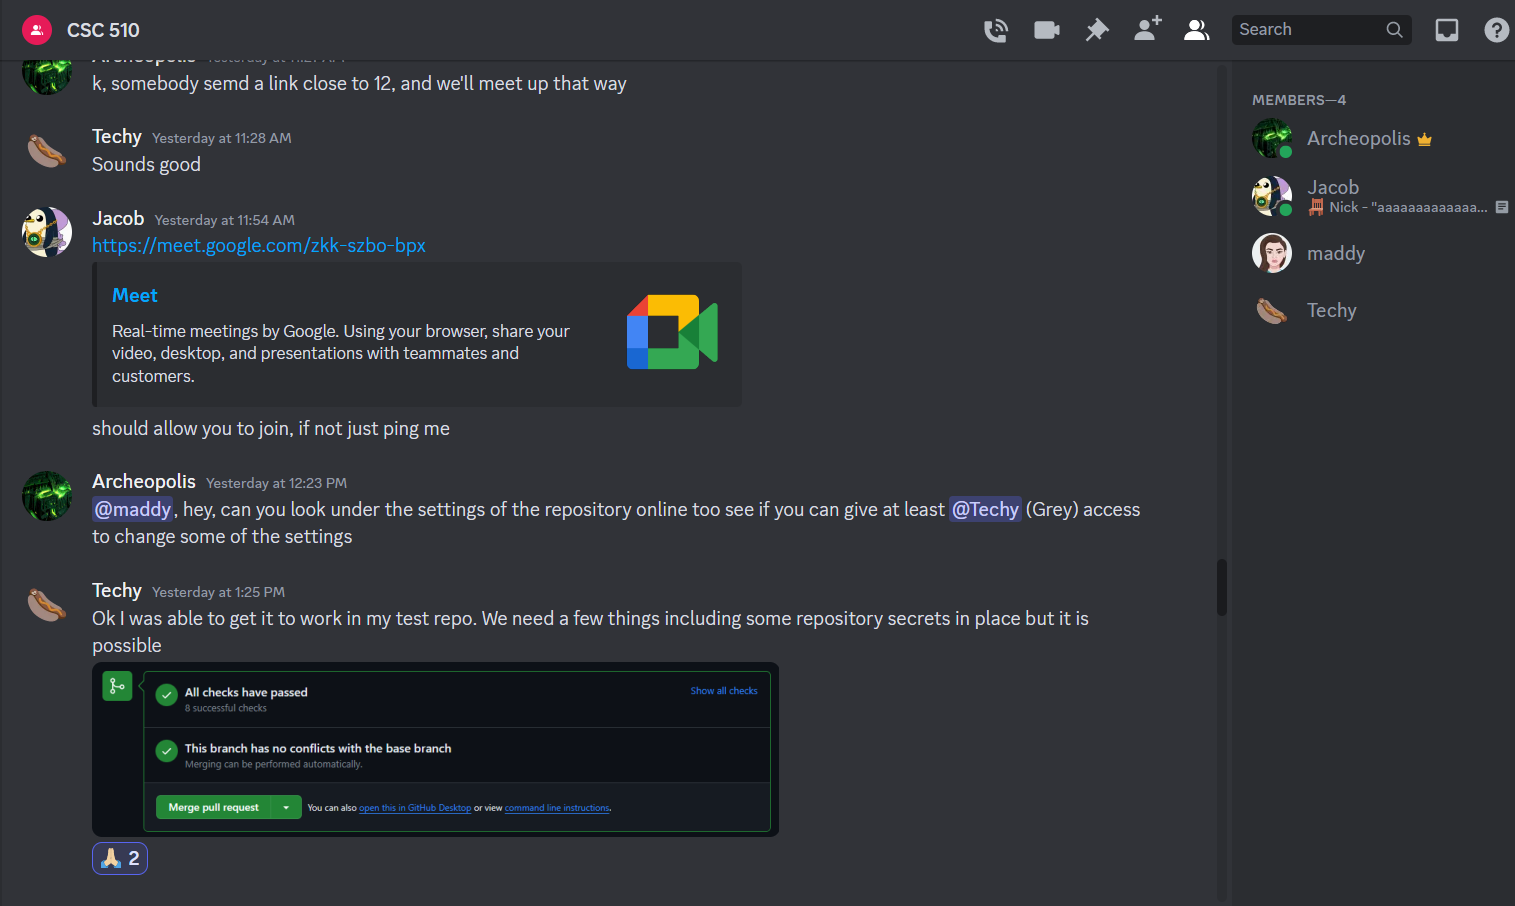 CSC 510
Search
Archeopolis Yesterday at 11:27 AM
k, somebody semd a link close to 12, and we'll meet up that way
Techy Yesterday at 11:28 AM
Sounds good
Jacob Yesterday at 11:54 AM
https://meet.google.com/zkk-szbo-bpx
Meet
Real-time meetings by Google. Using your browser, share your
video, desktop, and presentations with teammates and
customers.
should allow you to join, if not just ping me
Archeopolis Yesterday at 12:23 PM
@maddy, hey, can you look under the settings of the repository online too see if you can give at least @Techy (Grey) access
to change some of the settings
Techy Yesterday at 1:25 PM
Ok I was able to get it to work in my test repo. We need a few things including some repository secrets in place but it is
possible
All checks have passed
Show all checks
8 successful checks
This branch has no conflicts with the base branch
Merging can be performed automatically.
Merge pull request
You can also open this in GitHub Desktop or view command line instructions.
2
MEMBERS—4
Archeopolis
Jacob
Nick - "aaaaaaaaaaaaa...
maddy
Techy